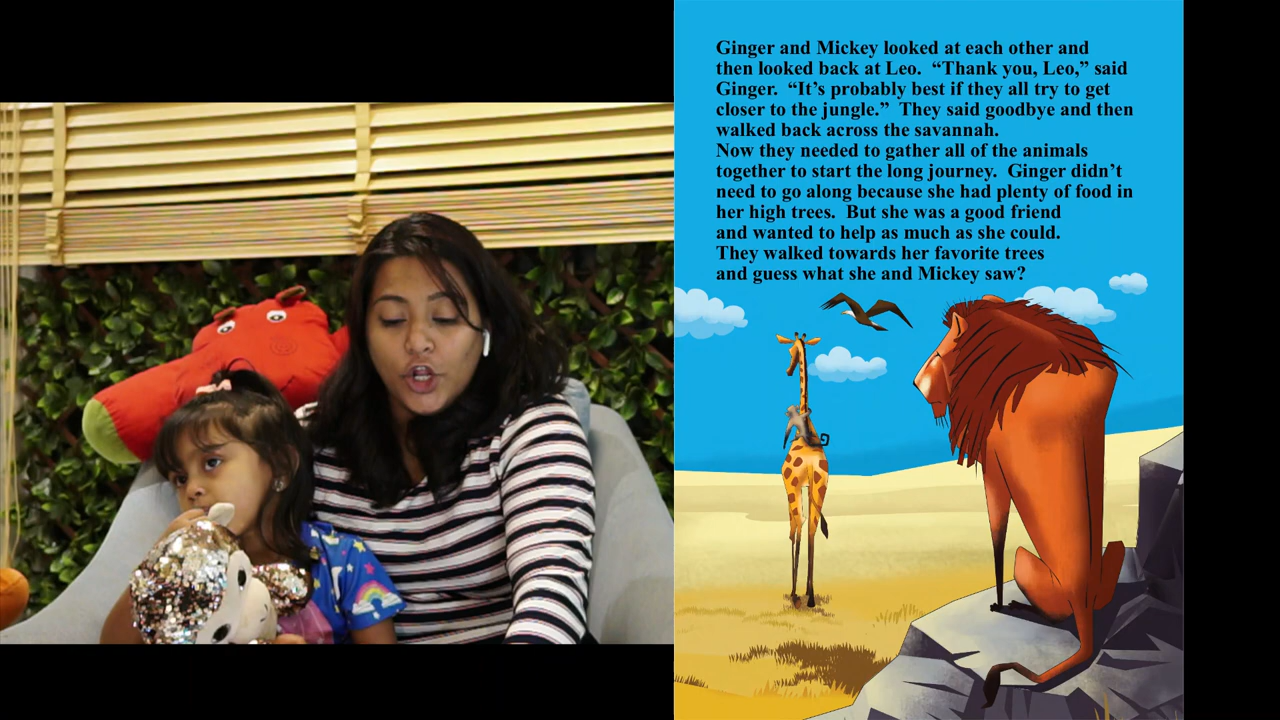 Ginger and Mickey looked at each other and
then looked back at Leo.  “Thank you, Leo,” said
Ginger.  “It’s probably best if they all try to get
closer to the jungle.”  They said goodbye and then
walked back across the savannah.
Now they needed to gather all of the animals
together to start the long journey.  Ginger didn’t
need to go along because she had plenty of food in
her high trees.  But she was a good friend
and wanted to help as much as she could.
They walked towards her favorite trees
and guess what she and Mickey saw?